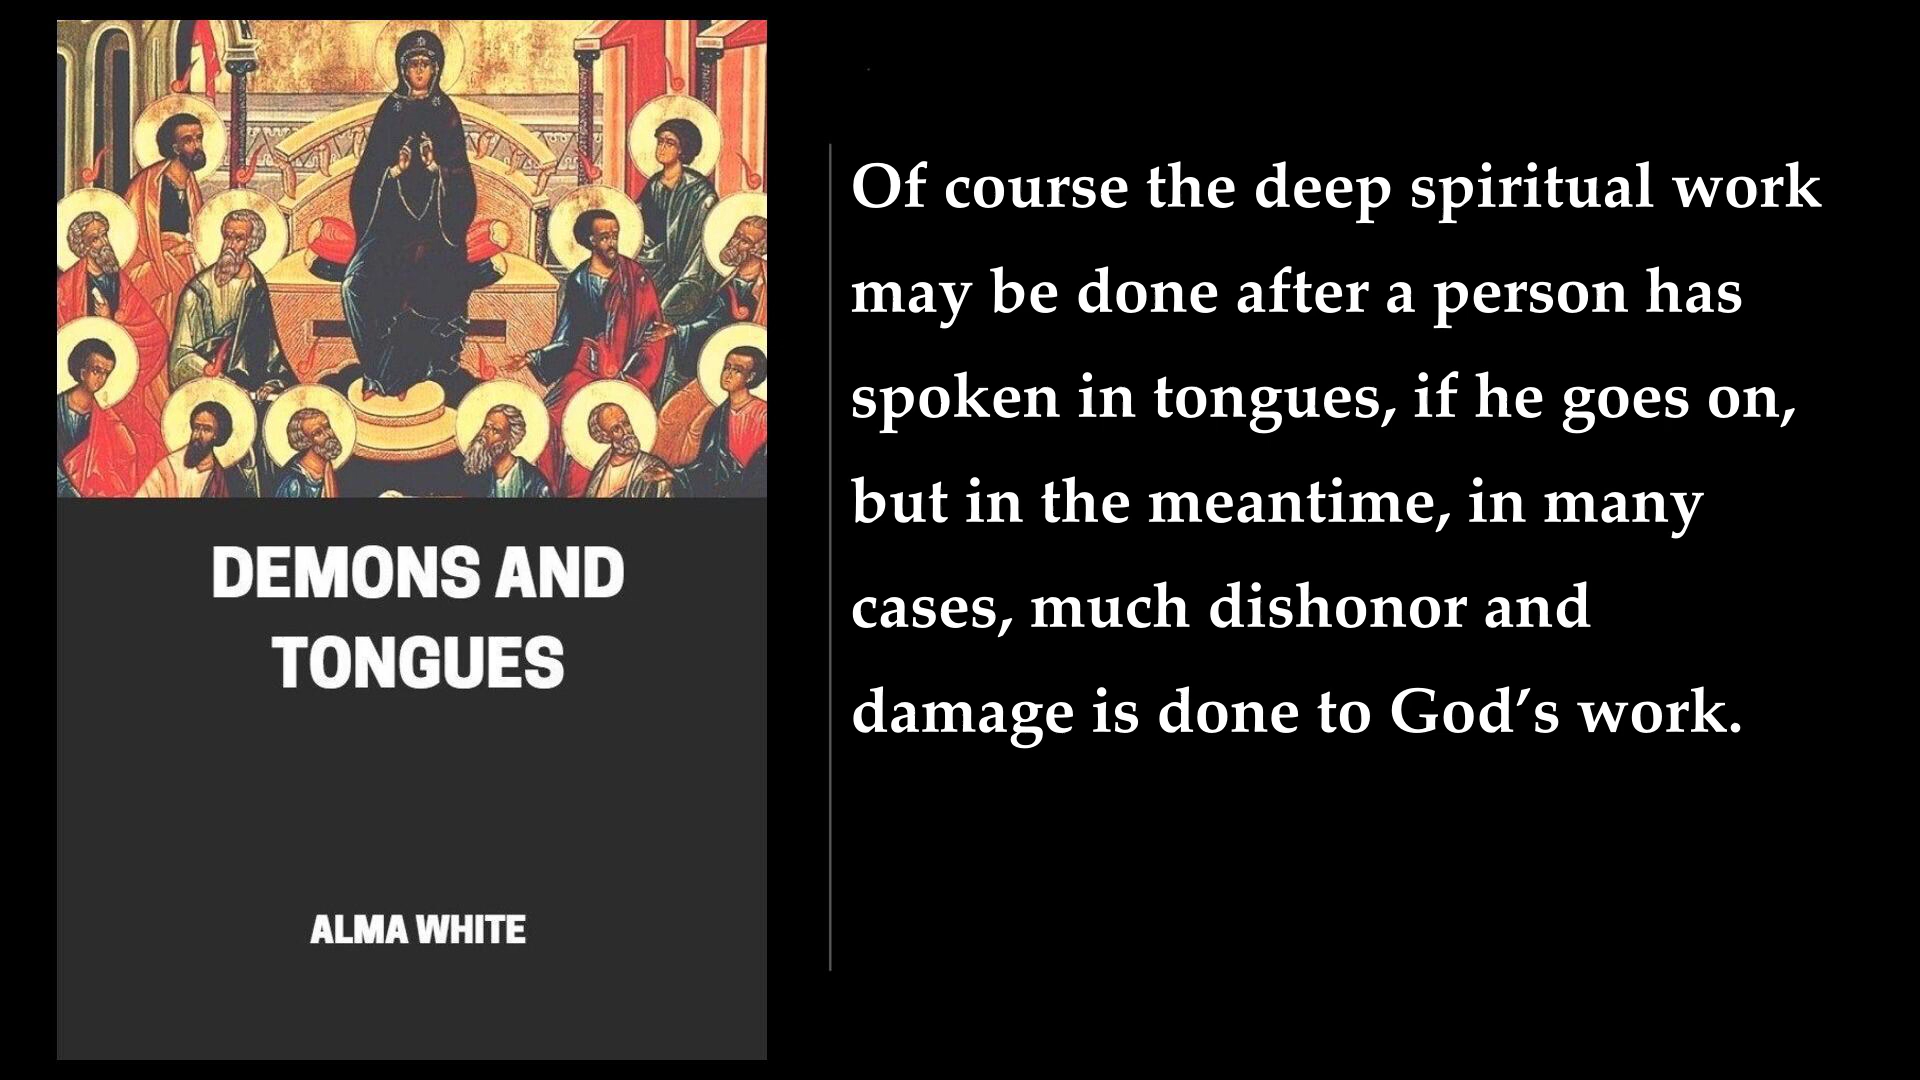 DEMONS AND
TONGUES
ALMA WHITE
Of course the deep spiritual work
may be done after a person has
spoken in tongues, if he goes on,
but in the meantime, in many
cases, much dishonor and
damage is done to God’s work.